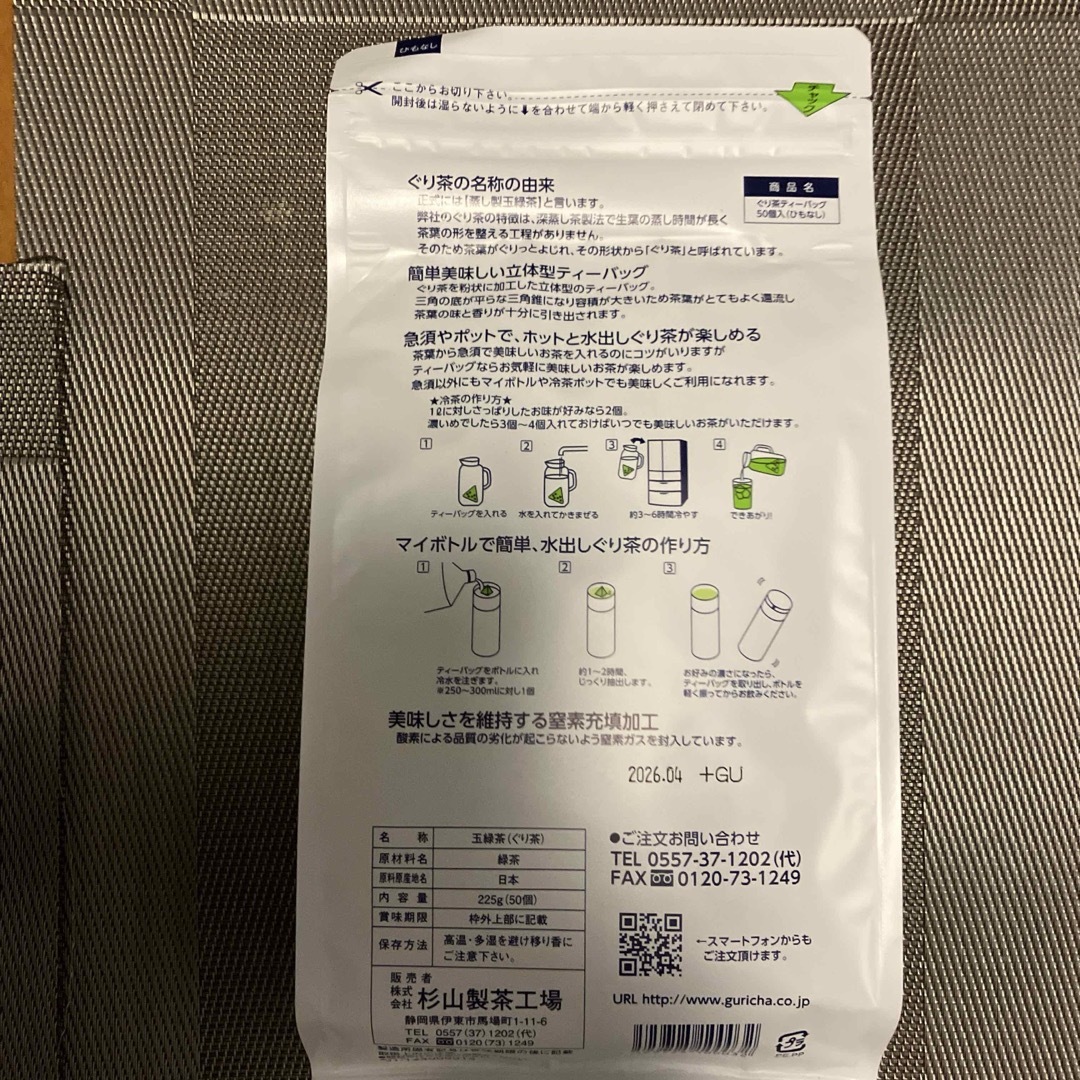 ひもなし
ここからお切り下さい。
開封後は湿らないように⬇を合わせて端から軽く押さえて閉めて下さい。
チャック
ぐり茶の名称の由来
正式には【蒸し製玉緑茶】と言います。
弊社のぐり茶の特徴は、深蒸し茶製法で生葉の蒸し時間が長く
茶葉の形を整える工程がありません。
そのため茶葉がぐりっとよじれ、その形状から「ぐり茶」と呼ばれています。
商品名
ぐり茶ティーバッグ
50個入(ひもなし)
簡単美味しい立体型ティーバッグ
ぐり茶を粉状に加工した立体型のティーバッグ。
三角の底が平らな三角錐になり容積が大きいため茶葉がとてもよく還流し
茶葉の味と香りが十分に引き出されます。
急須やポットで、ホットと水出しぐり茶が楽しめる
茶葉から急須で美味しいお茶を入れるのにコツがいりますが
ティーバッグならお気軽に美味しいお茶が楽しめます。
急須以外にもマイボトルや冷茶ポットでも美味しくご利用になれます。
★冷茶の作り方★
1ℓに対しさっぱりしたお味が好みなら2個。
濃いめでしたら3個〜4個入れておけばいつでも美味しいお茶がいただけます。
1 2 3 4
ティーバッグを入れる 水を入れてかきまぜる 約3〜6時間冷やす できあがり!
マイボトルで簡単、水出しぐり茶の作り方
1
ティーバッグをボトルに入れ
冷水を注ぎます。
※250〜300mlに対し1個
2
約1〜2時間、
じっくり抽出します。
3
お好みの濃さになったら、
ティーバッグを取り出し、ボトルを
軽く振ってからお飲みください。
美味しさを維持する窒素充填加工
酸素による品質の劣化が起こらないよう窒素ガスを封入しています。
2026.04 +GU
名称 玉緑茶(ぐり茶)
原材料名 緑茶
原料原産地名 日本
内容量 225g(50個)
賞味期限 枠外上部に記載
保存方法 高温・多湿を避け移り香に
ご注意下さい。
販売者
株式会社 杉山製茶工場
静岡県伊東市馬場町1-11-6
TEL 0557(37)1202(代)
FAX 0120(73)1249
●ご注文お問い合わせ
TEL 0557-37-1202(代)
FAX 0120-73-1249
←スマートフォンからも
ご注文頂けます。
URL http://www.guricha.co.jp
プラ